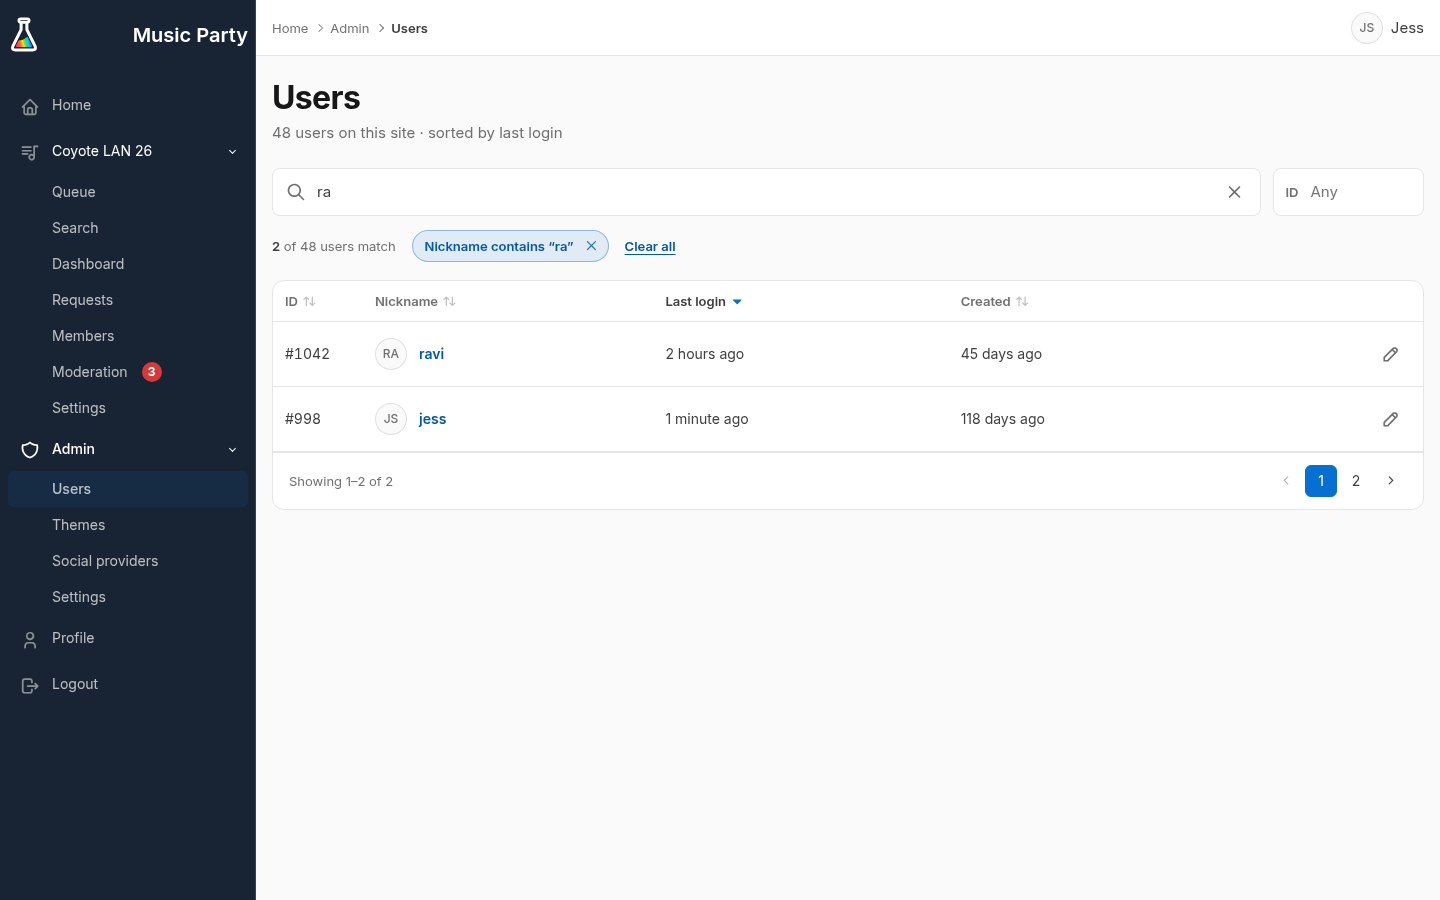 Music Party
Home
Coyote LAN 26
Queue
Search
Dashboard
Requests
Members
Moderation 3
Settings
Admin
Users
Themes
Social providers
Settings
Profile
Logout
Home Admin Users
JS Jess
Users
48 users on this site · sorted by last login
ra
ID Any
2 of 48 users match Nickname contains “ra” Clear all
ID Nickname Last login Created
#1042 RA ravi 2 hours ago 45 days ago
#998 JS jess 1 minute ago 118 days ago
Showing 1–2 of 2 1 2